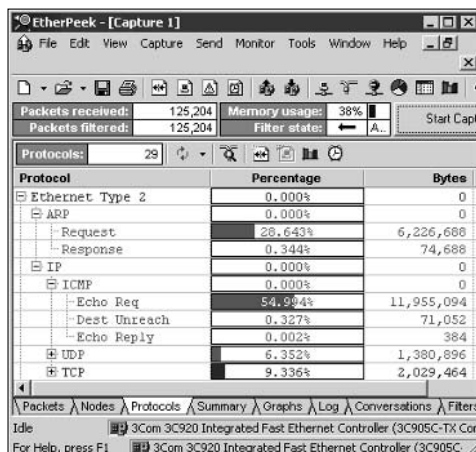 EtherPeek - [Capture 1]
File Edit View Capture Send Monitor Tools Window Help
Packets received: 125,204 Memory usage: 38%
Packets filtered: 125,204 Filter state: A.. Start Capt
Protocols: 29
Protocol Percentage Bytes
Ethernet Type 2 0.000% 0
ARP 0.000% 0
Request 28.643% 6,226,688
Response 0.344% 74,688
IP 0.000% 0
ICMP 0.000% 0
Echo Req 54.994% 11,955,094
Dest Unreach 0.327% 71,052
Echo Reply 0.002% 384
UDP 6.352% 1,380,896
TCP 9.336% 2,029,464
Packets Nodes Protocols Summary Graphs Log Conversations Filters
Idle 3Com 3C920 Integrated Fast Ethernet Controller (3C905C-TX Com
For Help, press F1 3Com 3C920 Integrated Fast Ethernet Controller (3C905C-